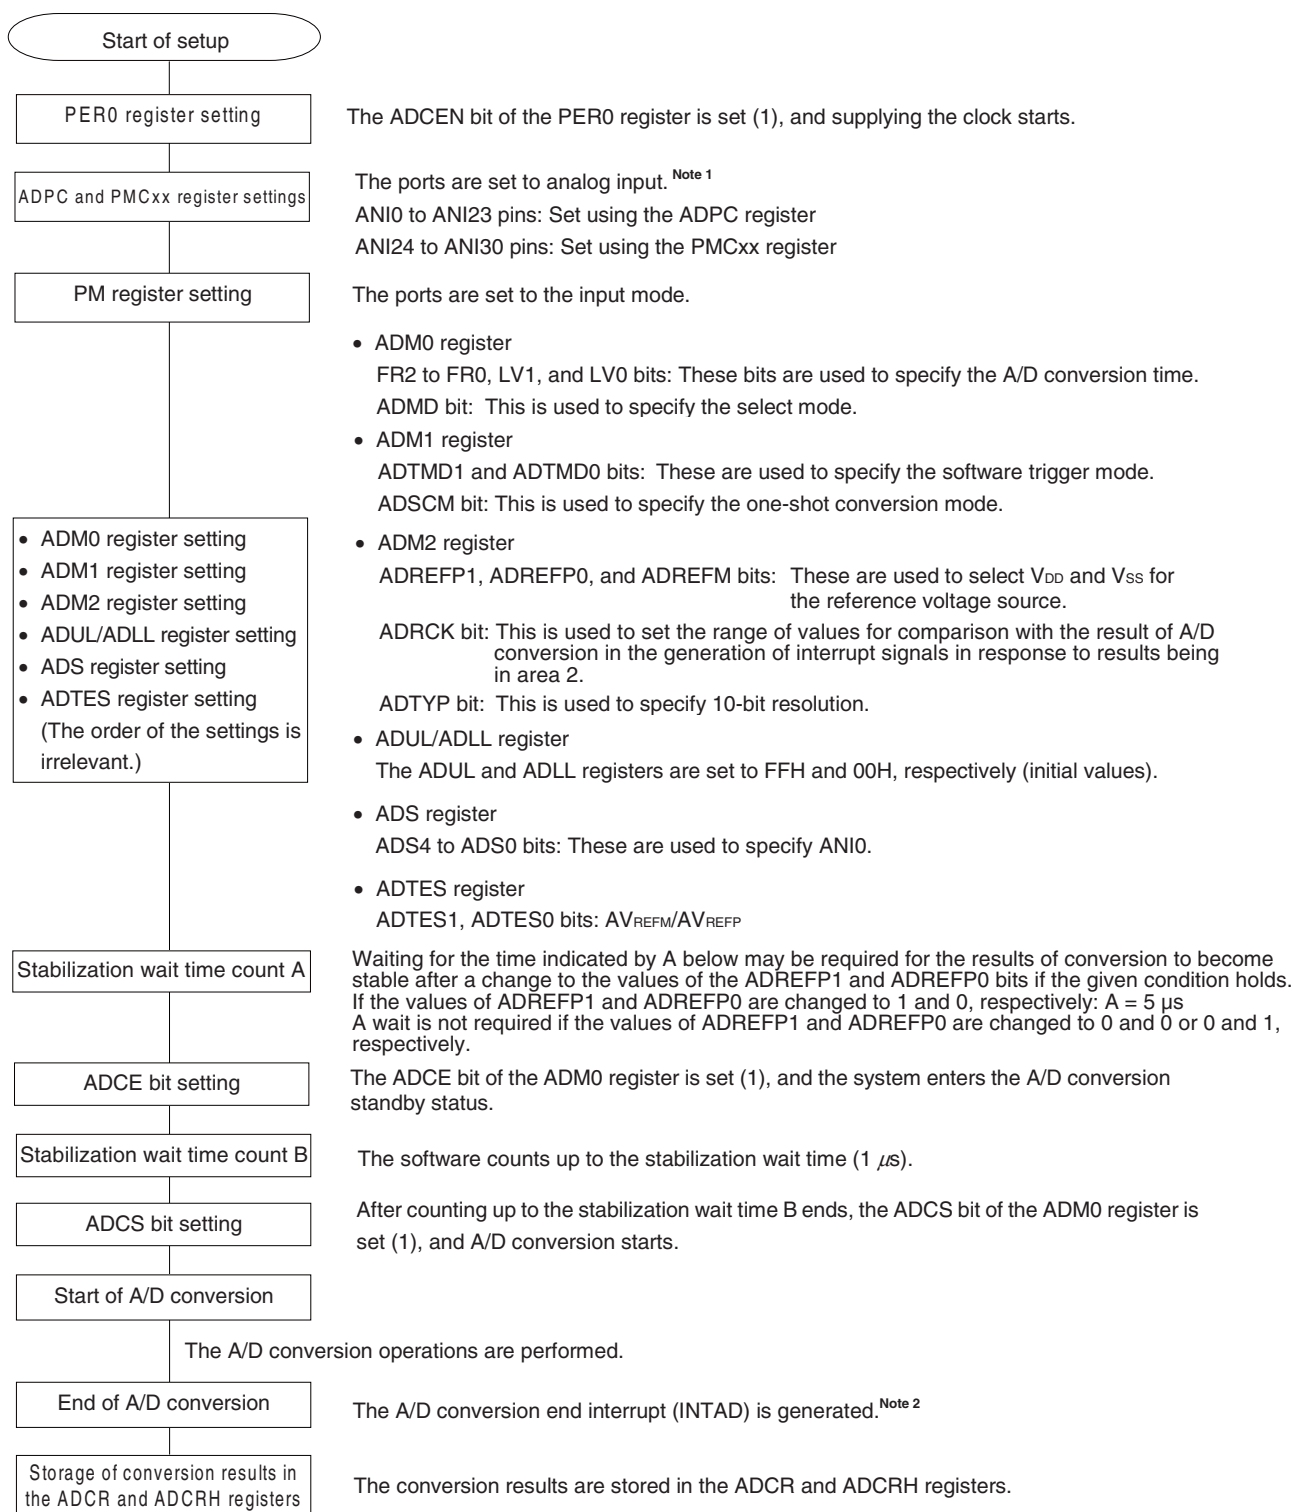 Start of setup
PER0 register setting
The ADCEN bit of the PER0 register is set (1), and supplying the clock starts.
ADPC and PMCxx register settings
The ports are set to analog input. Note 1
ANI0 to ANI23 pins: Set using the ADPC register
ANI24 to ANI30 pins: Set using the PMCxx register
PM register setting
The ports are set to the input mode.
• ADM0 register
FR2 to FR0, LV1, and LV0 bits: These bits are used to specify the A/D conversion time.
ADMD bit: This is used to specify the select mode.
• ADM1 register
ADTMD1 and ADTMD0 bits: These are used to specify the software trigger mode.
ADSCM bit: This is used to specify the one-shot conversion mode.
• ADM0 register setting
• ADM1 register setting
• ADM2 register setting
• ADUL/ADLL register setting
• ADS register setting
• ADTES register setting
(The order of the settings is
irrelevant.)
• ADM2 register
ADREFP1, ADREFP0, and ADREFM bits: These are used to select VDD and VSS for
the reference voltage source.
ADRCK bit: This is used to set the range of values for comparison with the result of A/D
conversion in the generation of interrupt signals in response to results being
in area 2.
ADTYP bit: This is used to specify 10-bit resolution.
• ADUL/ADLL register
The ADUL and ADLL registers are set to FFH and 00H, respectively (initial values).
• ADS register
ADS4 to ADS0 bits: These are used to specify ANI0.
• ADTES register
ADTES1, ADTES0 bits: AVREFM/AVREFP
Stabilization wait time count A
Waiting for the time indicated by A below may be required for the results of conversion to become
stable after a change to the values of the ADREFP1 and ADREFP0 bits if the given condition holds.
If the values of ADREFP1 and ADREFP0 are changed to 1 and 0, respectively: A = 5 µs
A wait is not required if the values of ADREFP1 and ADREFP0 are changed to 0 and 0 or 0 and 1,
respectively.
ADCE bit setting
The ADCE bit of the ADM0 register is set (1), and the system enters the A/D conversion
standby status.
Stabilization wait time count B
The software counts up to the stabilization wait time (1 µs).
ADCS bit setting
After counting up to the stabilization wait time B ends, the ADCS bit of the ADM0 register is
set (1), and A/D conversion starts.
Start of A/D conversion
The A/D conversion operations are performed.
End of A/D conversion
The A/D conversion end interrupt (INTAD) is generated.Note 2
Storage of conversion results in
the ADCR and ADCRH registers
The conversion results are stored in the ADCR and ADCRH registers.